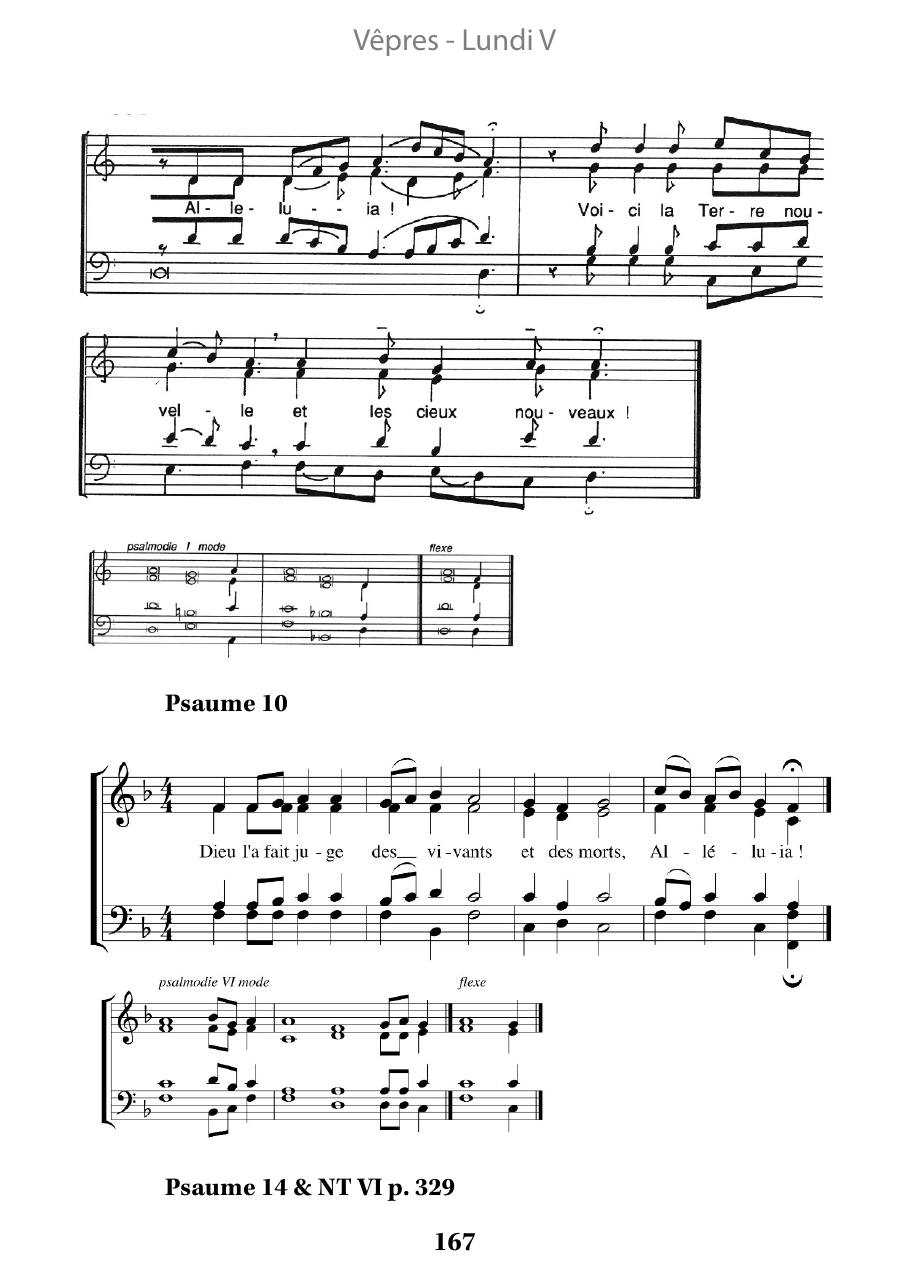 Vêpres - Lundi V
Al- le- lu - - ia ! Voi- ci la Ter- re nou-
vel - le et les cieux nou- veaux !
psalmodie I mode flexe
Psaume 10
Dieu l'a fait ju - ge des__ vi - vants et des morts, Al - lé - lu - ia !
psalmodie VI mode flexe
Psaume 14 & NT VI p. 329
167